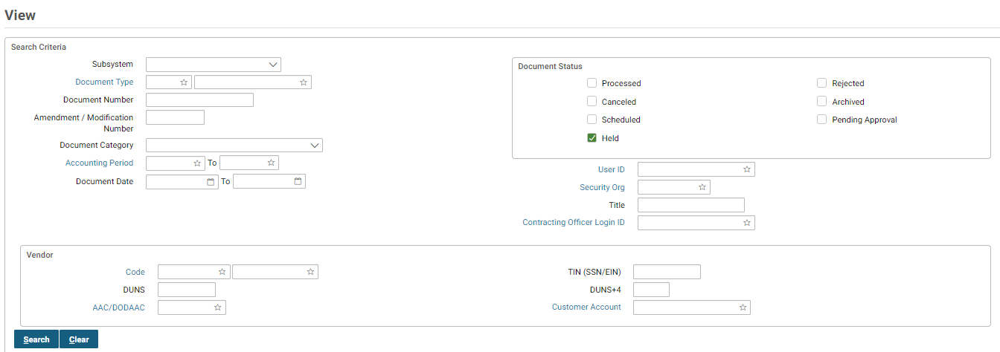 View
Search Criteria
Subsystem
Document Type
Document Number
Amendment / Modification
Number
Document Category
Accounting Period To
Document Date To
Document Status
Processed Rejected
Canceled Archived
Scheduled Pending Approval
Held
User ID
Security Org
Title
Contracting Officer Login ID
Vendor
Code TIN (SSN/EIN)
DUNS DUNS+4
AAC/DODAAC Customer Account
Search Clear